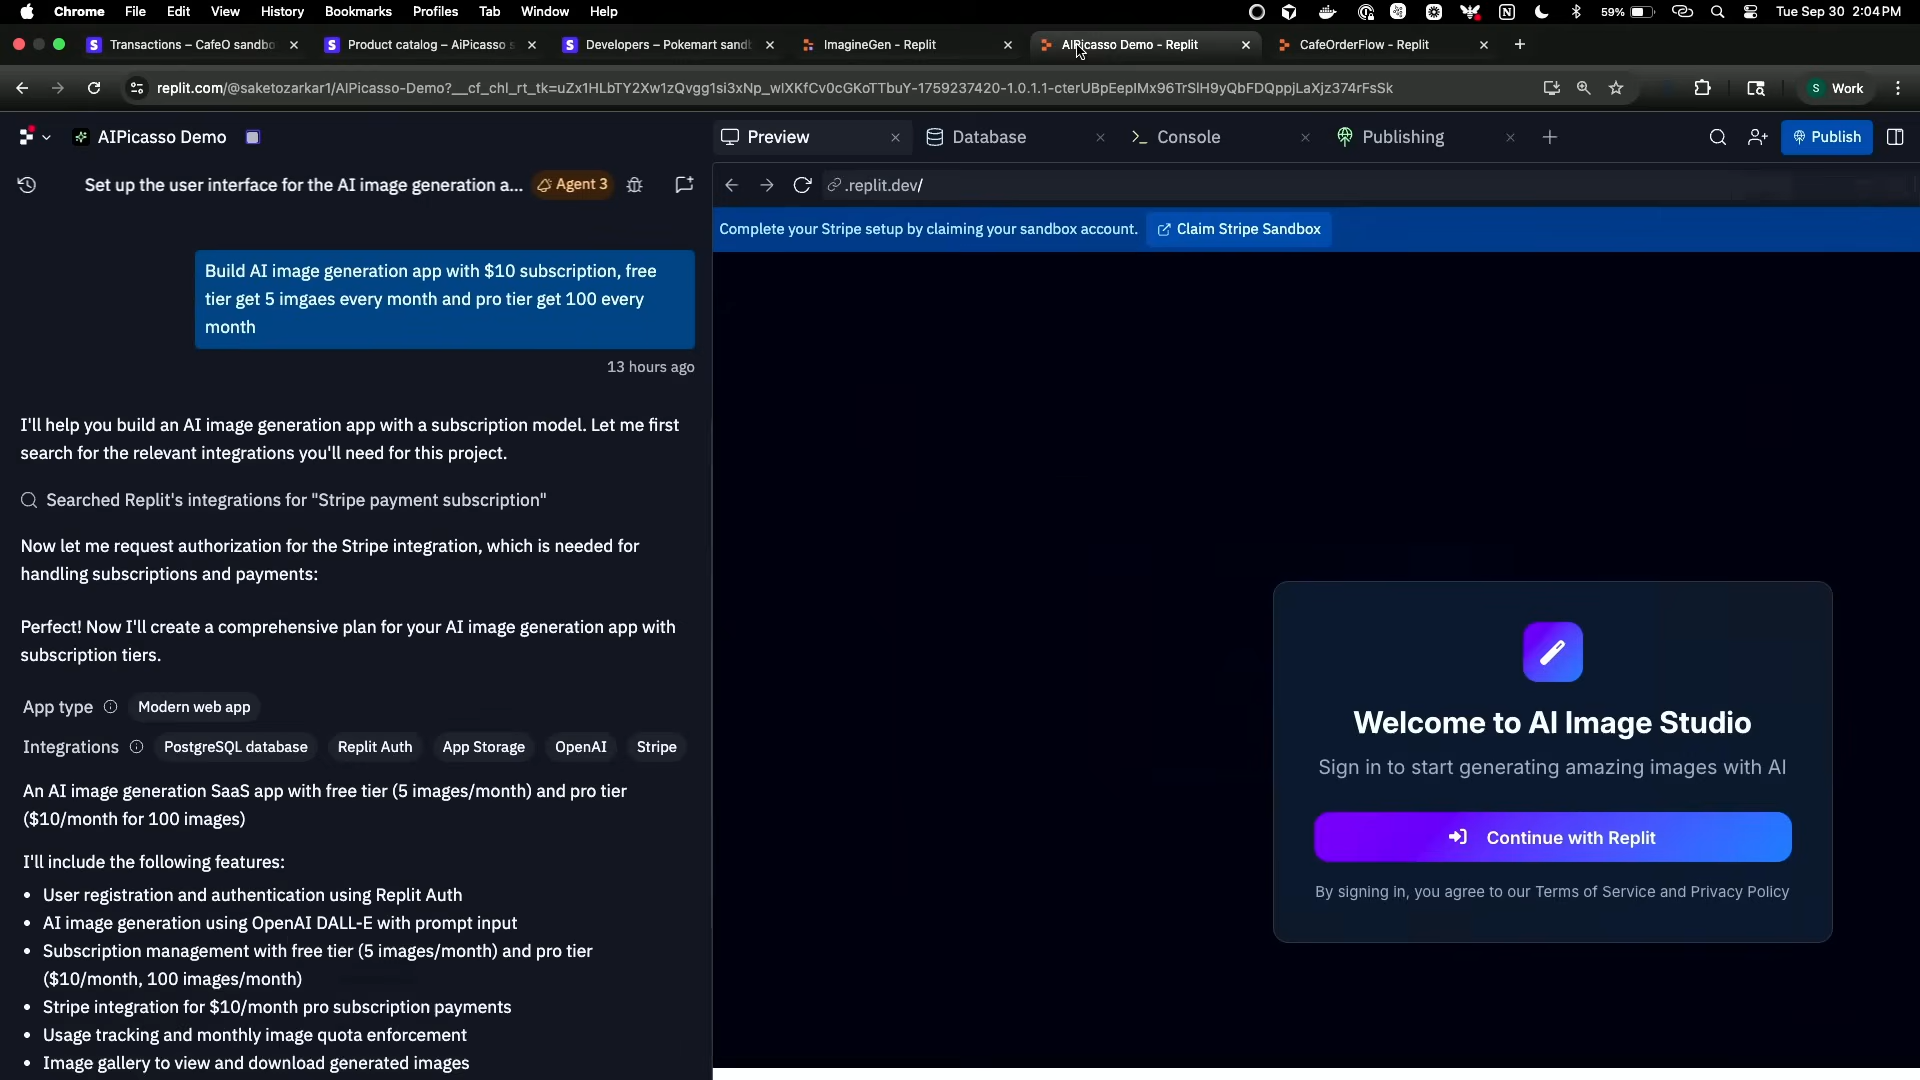 Chrome File Edit View History Bookmarks Profiles Tab Window Help 59% Tue Sep 30 2:04 PM
Transactions – CafeO sandbo Product catalog – AiPicasso s Developers – Pokemart sandb ImagineGen - Replit AIPicasso Demo - Replit CafeOrderFlow - Replit
replit.com/@saketozarkar1/AIPicasso-Demo?__cf_chl_rt_tk=uZx1HLbTY2Xw1zQvgg1si3xNp_wIXKfCv0cGKoTTbuY-1759237420-1.0.1.1-cterUBpEepIMx96TrSlH9yQbFDQppjLaXjz374rFsSk S Work
AIPicasso Demo Preview Database Console Publishing Publish
Set up the user interface for the AI image generation a... Agent 3 .replit.dev/
Complete your Stripe setup by claiming your sandbox account. Claim Stripe Sandbox
Build AI image generation app with $10 subscription, free
tier get 5 imgaes every month and pro tier get 100 every
month
13 hours ago
I'll help you build an AI image generation app with a subscription model. Let me first
search for the relevant integrations you'll need for this project.
Searched Replit's integrations for "Stripe payment subscription"
Now let me request authorization for the Stripe integration, which is needed for
handling subscriptions and payments:
Perfect! Now I'll create a comprehensive plan for your AI image generation app with
subscription tiers.
App type Modern web app
Integrations PostgreSQL database Replit Auth App Storage OpenAI Stripe
An AI image generation SaaS app with free tier (5 images/month) and pro tier
($10/month for 100 images)
I'll include the following features:
• User registration and authentication using Replit Auth
• AI image generation using OpenAI DALL-E with prompt input
• Subscription management with free tier (5 images/month) and pro tier
($10/month, 100 images/month)
• Stripe integration for $10/month pro subscription payments
• Usage tracking and monthly image quota enforcement
• Image gallery to view and download generated images
Welcome to AI Image Studio
Sign in to start generating amazing images with AI
Continue with Replit
By signing in, you agree to our Terms of Service and Privacy Policy